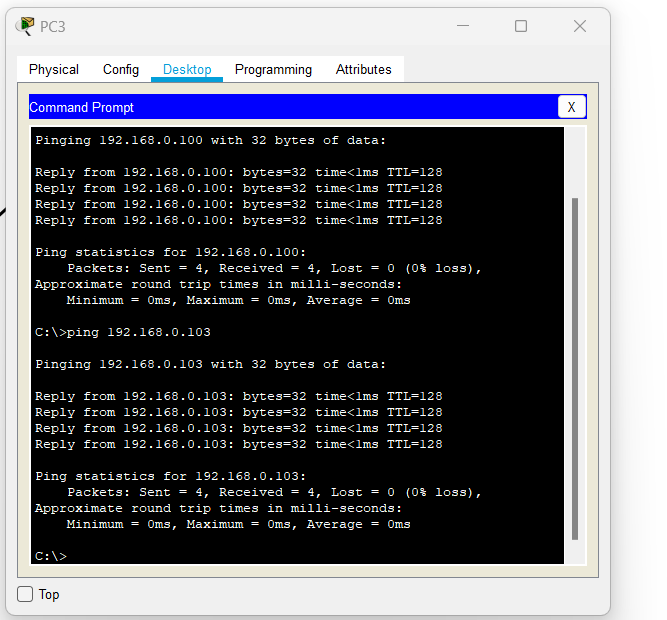 PC3
Physical Config Desktop Programming Attributes
Command Prompt
X
Pinging 192.168.0.100 with 32 bytes of data:
Reply from 192.168.0.100: bytes=32 time<1ms TTL=128
Reply from 192.168.0.100: bytes=32 time<1ms TTL=128
Reply from 192.168.0.100: bytes=32 time<1ms TTL=128
Reply from 192.168.0.100: bytes=32 time<1ms TTL=128
Ping statistics for 192.168.0.100:
    Packets: Sent = 4, Received = 4, Lost = 0 (0% loss),
Approximate round trip times in milli-seconds:
    Minimum = 0ms, Maximum = 0ms, Average = 0ms
C:\>ping 192.168.0.103
Pinging 192.168.0.103 with 32 bytes of data:
Reply from 192.168.0.103: bytes=32 time<1ms TTL=128
Reply from 192.168.0.103: bytes=32 time<1ms TTL=128
Reply from 192.168.0.103: bytes=32 time<1ms TTL=128
Reply from 192.168.0.103: bytes=32 time<1ms TTL=128
Ping statistics for 192.168.0.103:
    Packets: Sent = 4, Received = 4, Lost = 0 (0% loss),
Approximate round trip times in milli-seconds:
    Minimum = 0ms, Maximum = 0ms, Average = 0ms
C:\>
Top